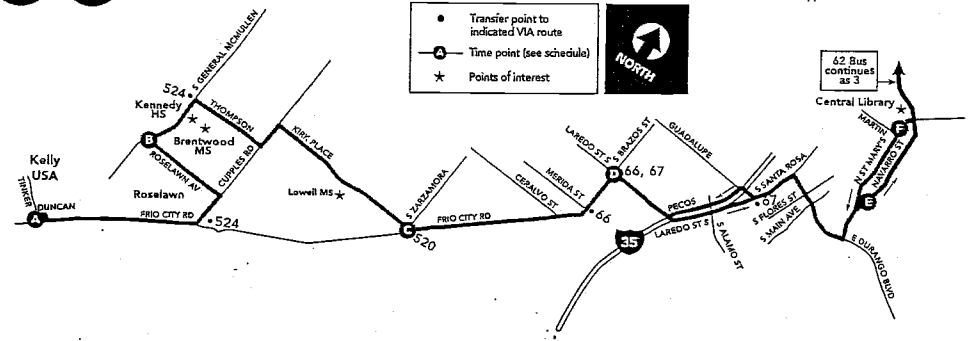 Transfer point to
indicated VIA route
A
Time point (see schedule)
Points of interest
NORTH
62 Bus
continues
as 3
Central Library
MARTIN
F
N ST MARY'S
NAVARRO ST
E
E DURANGO BLVD
S GENERAL MCMULLEN
524
Kennedy
HS
THOMPSON
Brentwood
MS
B
ROSELAWN AV
CUPPLES RD
KIRK PLACE
Kelly
USA
Roselawn
Lowell MS
TINKER
A
DUNCAN
FRIO CITY RD
524
S ZARZAMORA
C
520
FRIO CITY RD
CERALVO ST
MERIDA ST
66
LAREDO ST S
S BRAZOS ST
D
66, 67
GUADALUPE
PECOS
LAREDO ST S
35
S ALAMO ST
S SANTA ROSA
67
S FLORES ST
S MAIN AVE